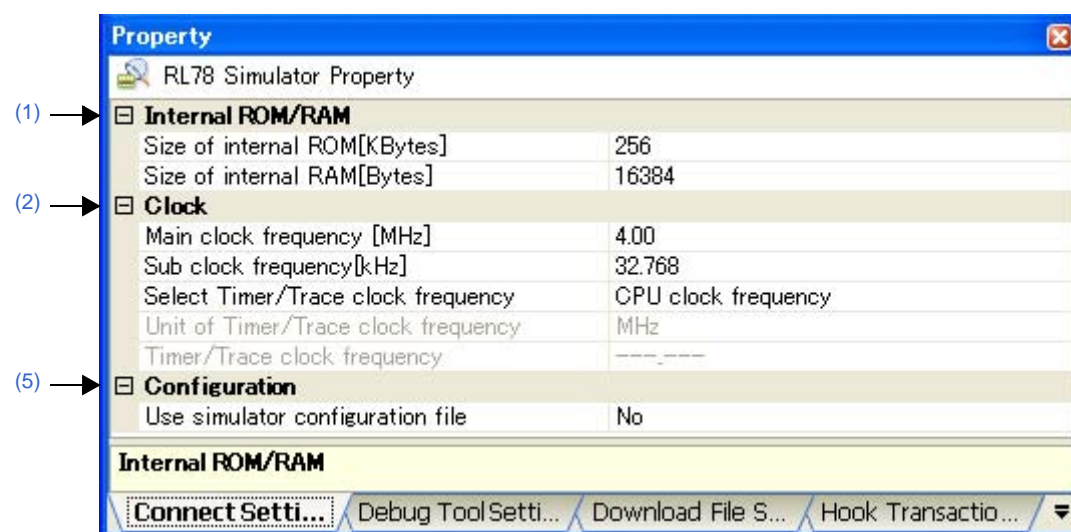 Property
RL78 Simulator Property
(1) Internal ROM/RAM
Size of internal ROM[KBytes] 256
Size of internal RAM[Bytes] 16384
(2) Clock
Main clock frequency [MHz] 4.00
Sub clock frequency[kHz] 32.768
Select Timer/Trace clock frequency CPU clock frequency
Unit of Timer/Trace clock frequency MHz
Timer/Trace clock frequency ---.---
(5) Configuration
Use simulator configuration file No
Internal ROM/RAM
Connect Setti... Debug Tool Setti... Download File S... Hook Transactio...